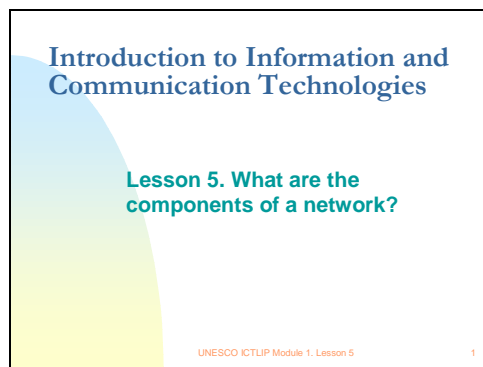 Introduction to Information and
Communication Technologies
Lesson 5. What are the
components of a network?
UNESCO ICTLIP Module 1. Lesson 5
1